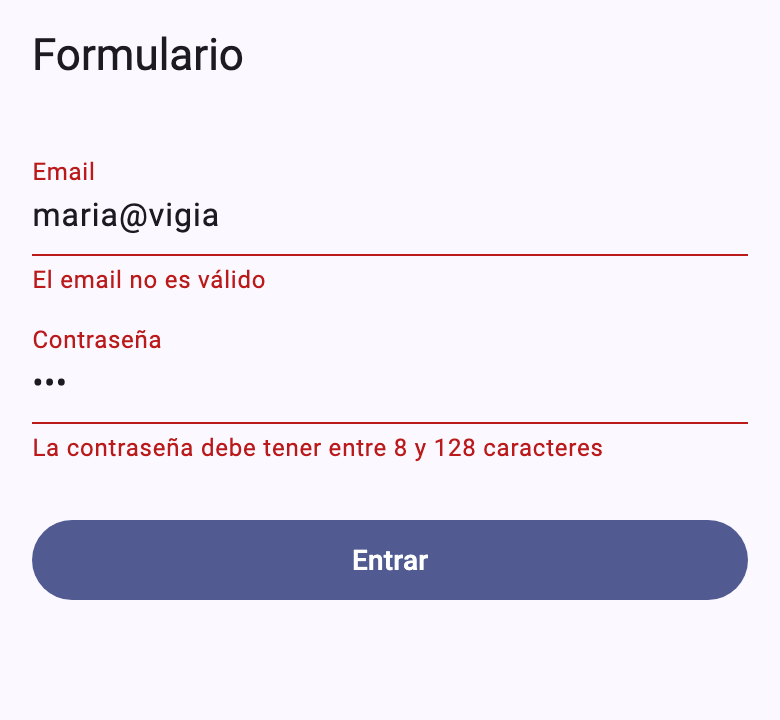 Formulario
Email
maria@vigia
El email no es válido
Contraseña
•••
La contraseña debe tener entre 8 y 128 caracteres
Entrar